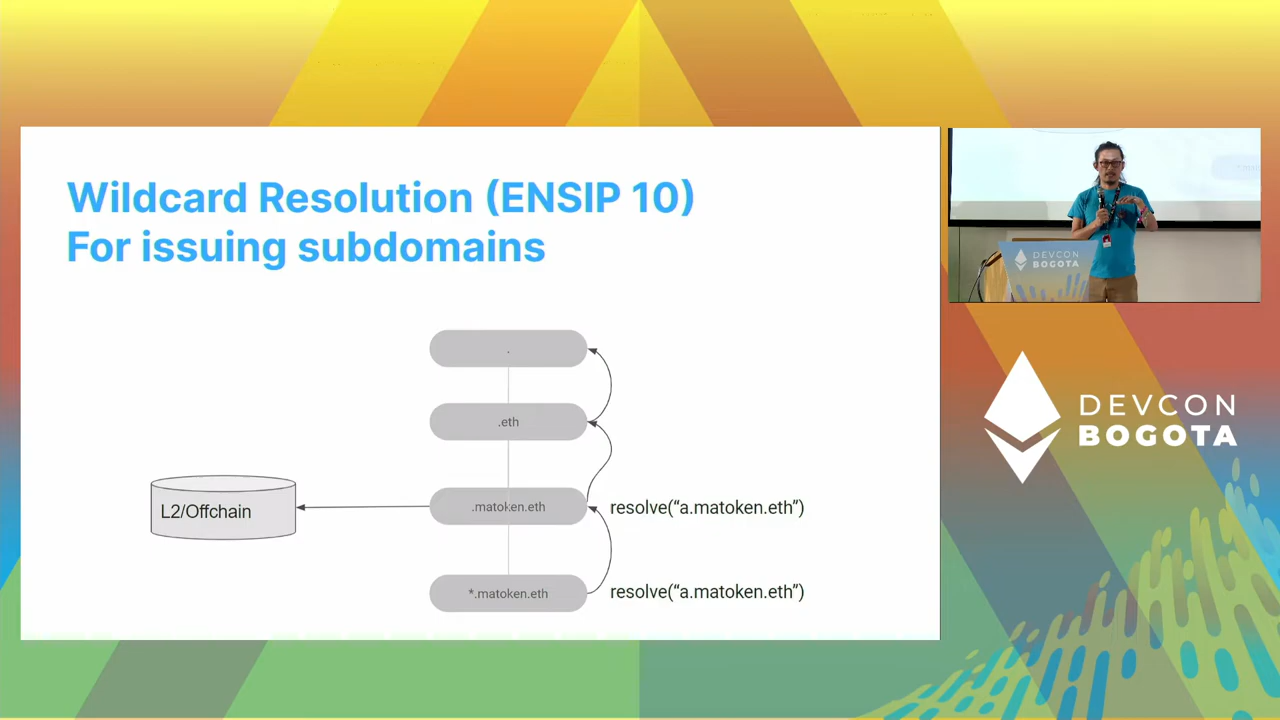 Wildcard Resolution (ENSIP 10)
For issuing subdomains
.
.eth
L2/Offchain
.matoken.eth
resolve("a.matoken.eth")
*.matoken.eth
resolve("a.matoken.eth")
DEVCON
BOGOTA
DEVCON
BOGOTA